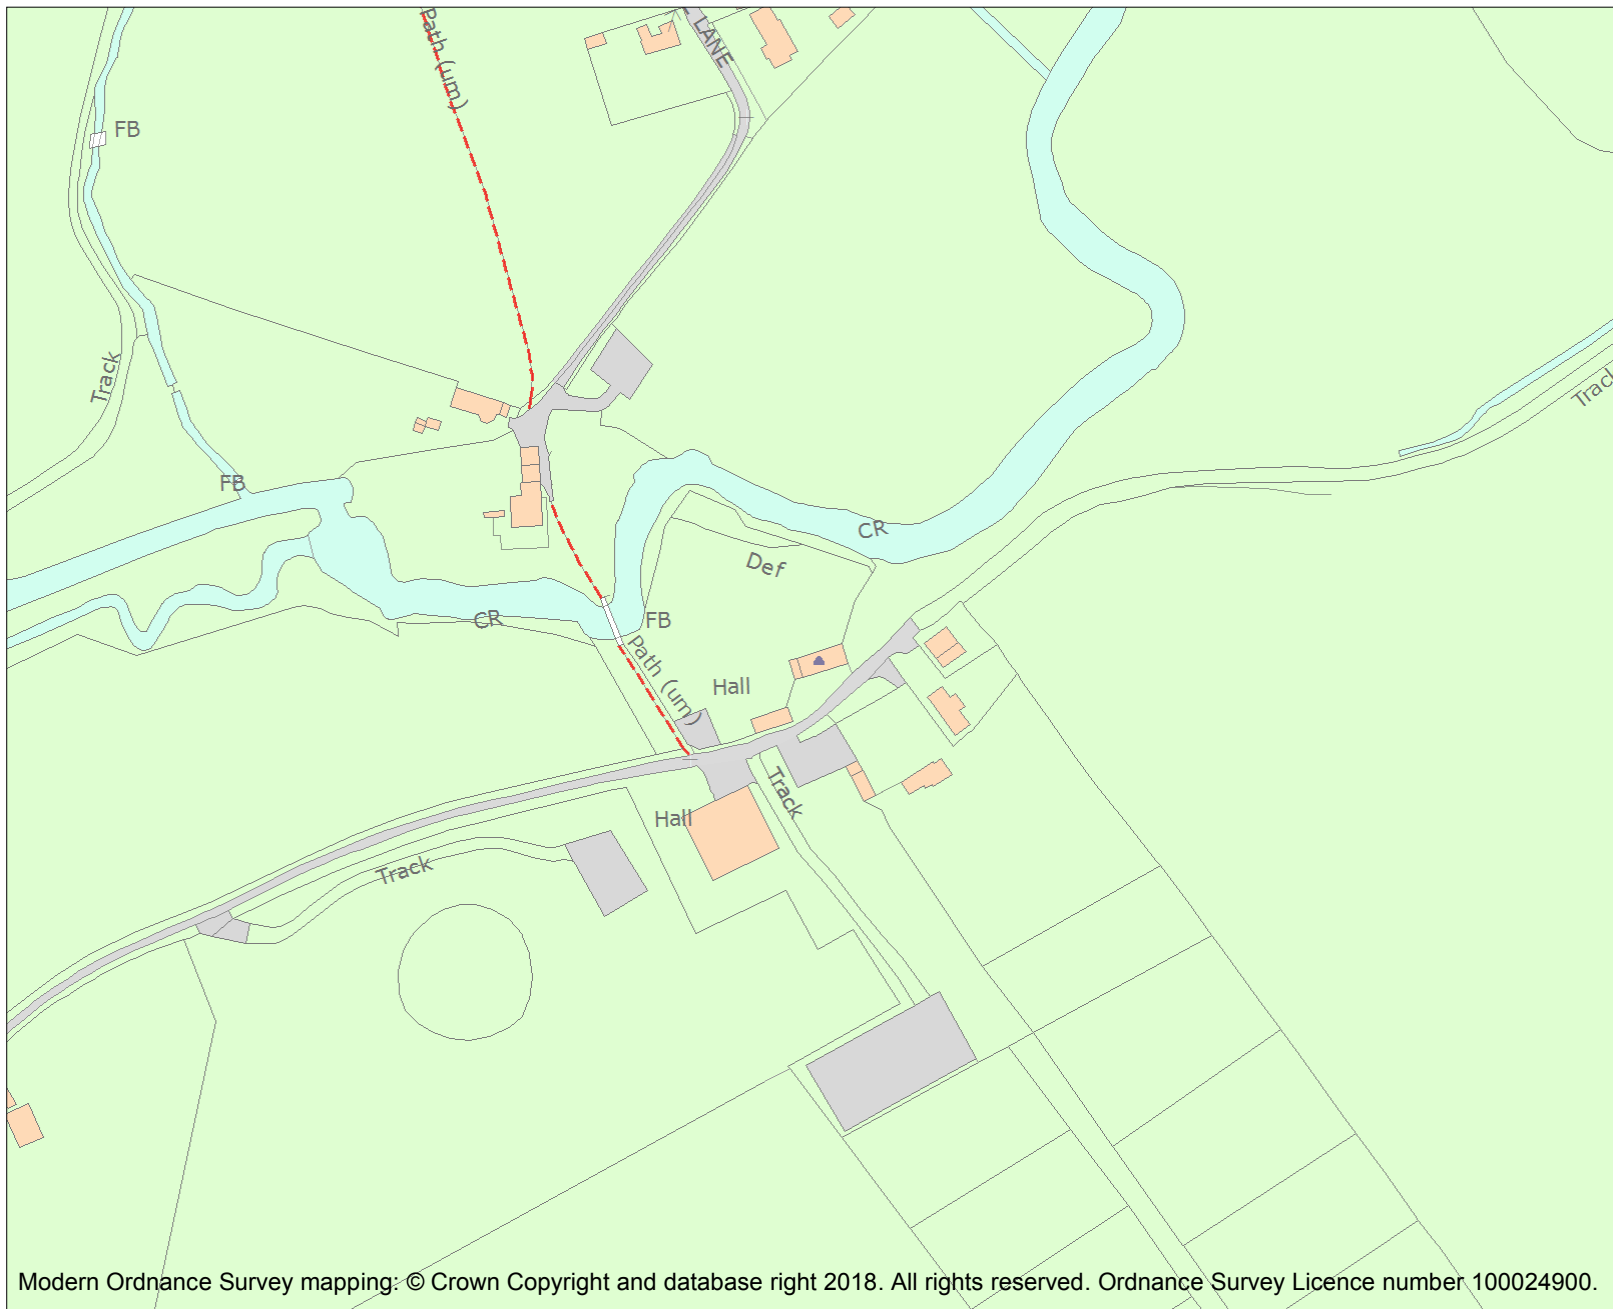 Path (um)
LANE
FB
Track
Track
FB
CR
Def
CR
FB
Path (um)
Hall
Track
Hall
Track
Modern Ordnance Survey mapping: © Crown Copyright and database right 2018. All rights reserved. Ordnance Survey Licence number 100024900.